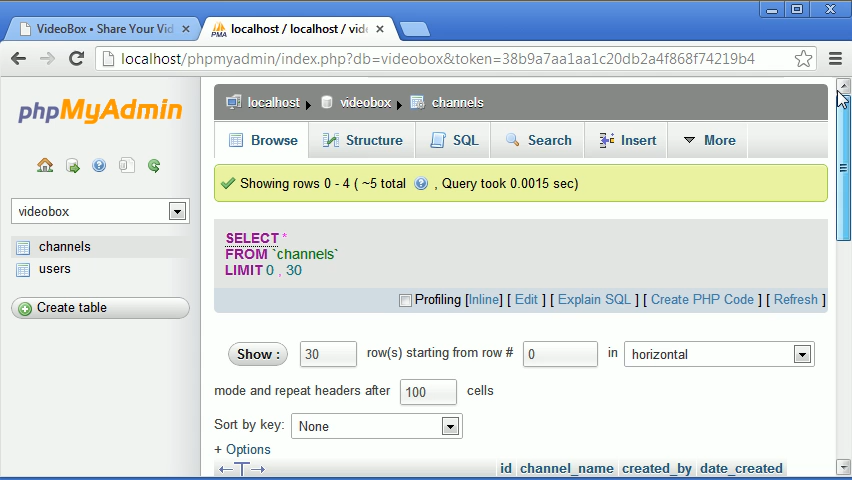 VideoBox • Share Your Vid
PMA localhost / localhost / vide
localhost/phpmyadmin/index.php?db=videobox&token=38b9a7aa1aa1c20db2a4f868f74219b4
phpMyAdmin
videobox
channels
users
Create table
localhost videobox channels
Browse Structure SQL Search Insert More
Showing rows 0 - 4 ( ~5 total , Query took 0.0015 sec)
SELECT *
FROM `channels`
LIMIT 0 , 30
Profiling [Inline] [ Edit ] [ Explain SQL ] [ Create PHP Code ] [ Refresh ]
Show : 30 row(s) starting from row # 0 in horizontal
mode and repeat headers after 100 cells
Sort by key: None
+ Options
id channel_name created_by date_created